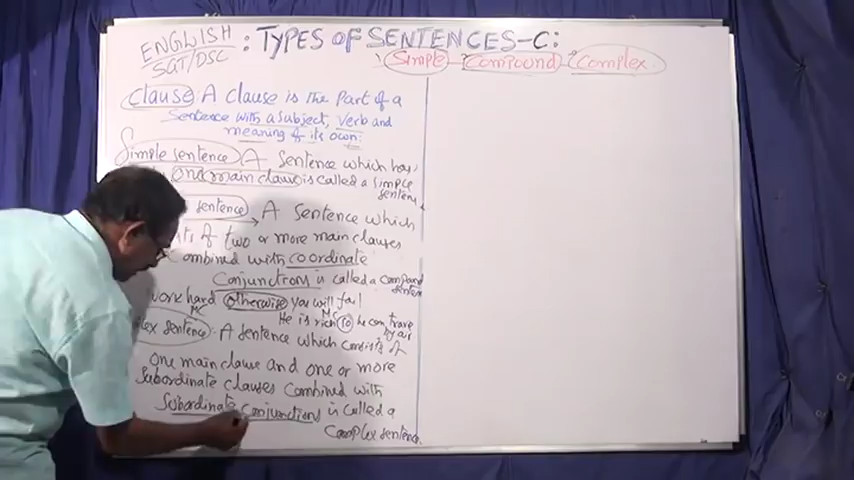 ENGLISH
SGT/DSC
: TYPES OF SENTENCES-C:
Simple Compound Complex
Clause A clause is the part of a
sentence with a subject, verb and
meaning of its own:
Simple sentence A sentence which has
one main clause is called a simple
sentence
sentence A sentence which
of two or more main clauses
combined with coordinate
conjunctions is called a compound
sentence
work hard otherwise you will fail
MC MC
He is rich so he can travel
by air
sentence: A sentence which consists of
One main clause and one or more
Subordinate clauses combined with
Subordinate conjunctions is called a
complex sentence.